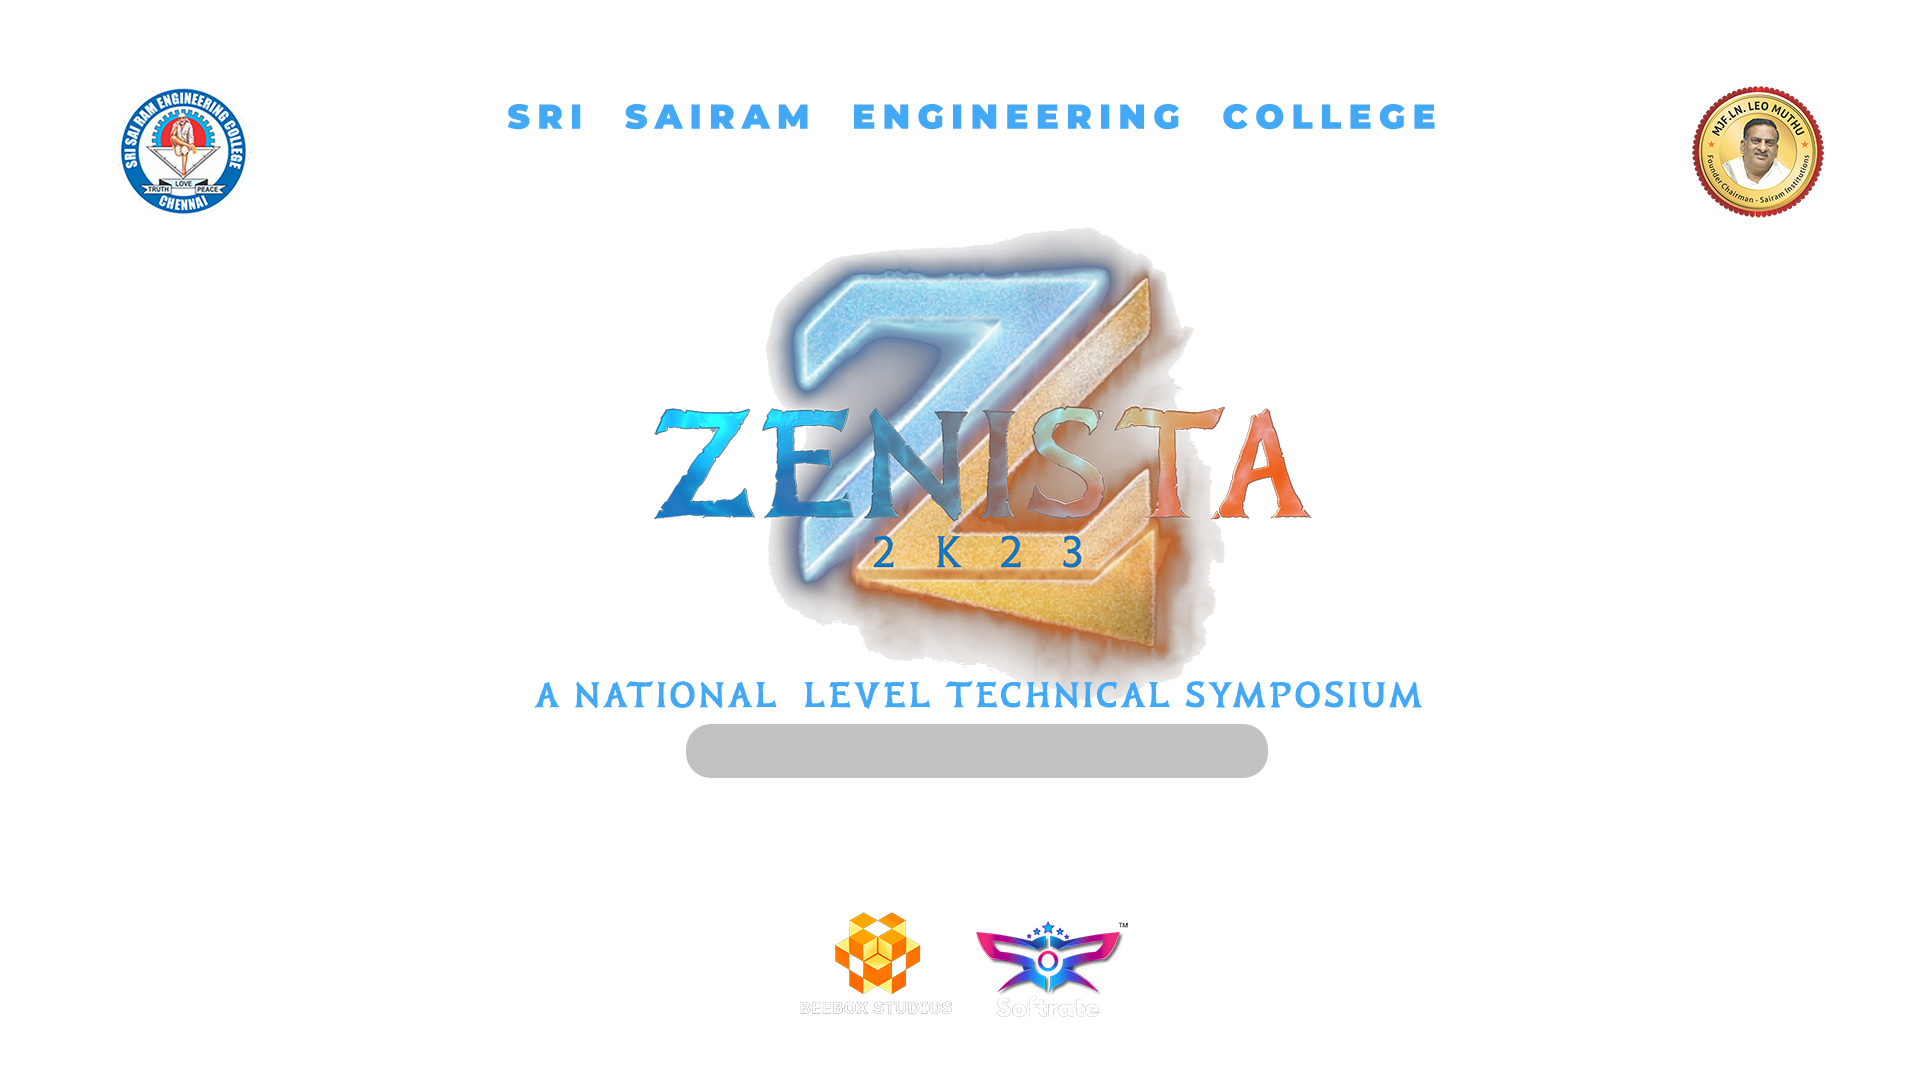 SRI SAIRAM ENGINEERING COLLEGE
SRI SAI RAM ENGINEERING COLLEGE
TRUTH LOVE PEACE
CHENNAI
MJF.LN. LEO MUTHU
Founder Chairman - Sairam Institutions
ZENISTA
2K23
A NATIONAL LEVEL TECHNICAL SYMPOSIUM
BEEBOX STUDIOS
Softrate
TM